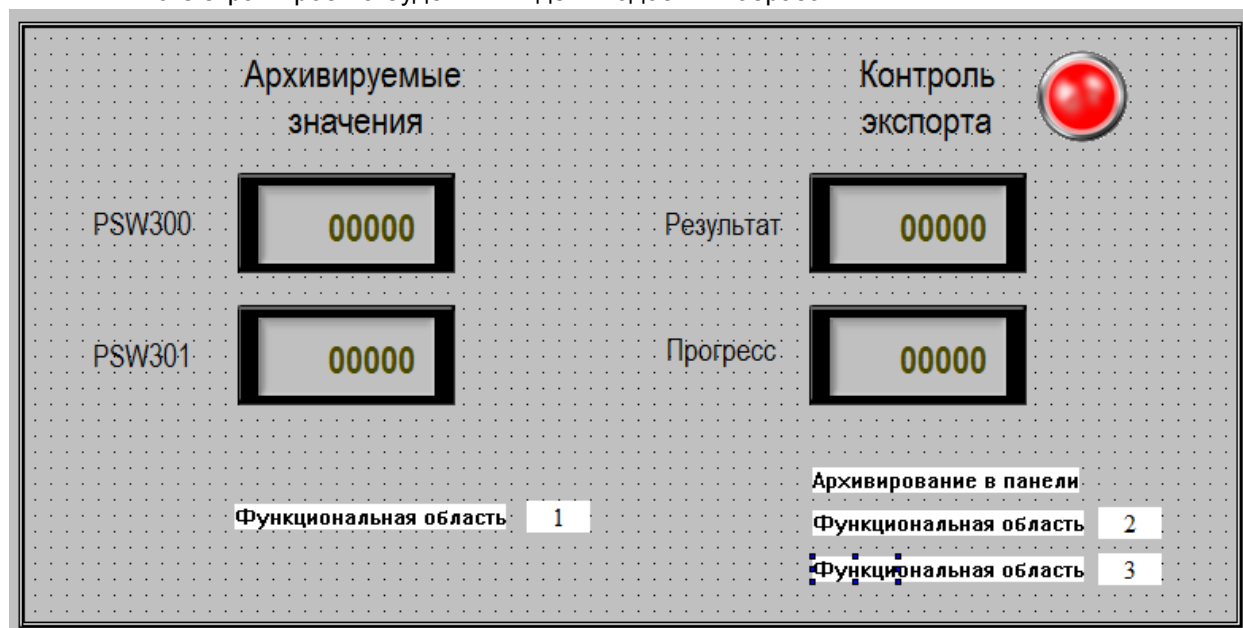 Архивируемые
значения
Контроль
экспорта
PSW300
00000
Результат
00000
PSW301
00000
Прогресс
00000
Архивирование в панели
Функциональная область 1
Функциональная область 2
Функциональная область 3